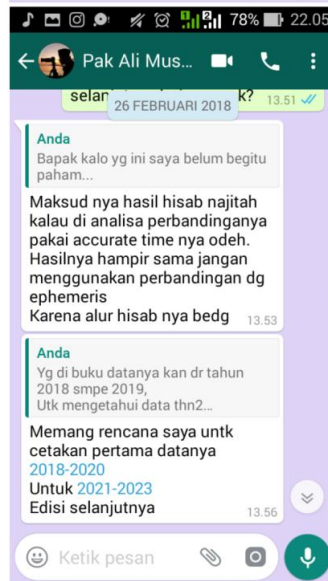 78% 22.05
Pak Ali Mus...
26 FEBRUARI 2018
k? 13.51
Anda
Bapak kalo yg ini saya belum begitu
paham...
Maksud nya hasil hisab najitah
kalau di analisa perbandinganya
pakai accurate time nya odeh.
Hasilnya hampir sama jangan
menggunakan perbandingan dg
ephemeris
Karena alur hisab nya bedg 13.53
Anda
Yg di buku datanya kan dr tahun
2018 smpe 2019,
Utk mengetahui data thn2...
Memang rencana saya untk
cetakan pertama datanya
2018-2020
Untuk 2021-2023
Edisi selanjutnya 13.56
Ketik pesan